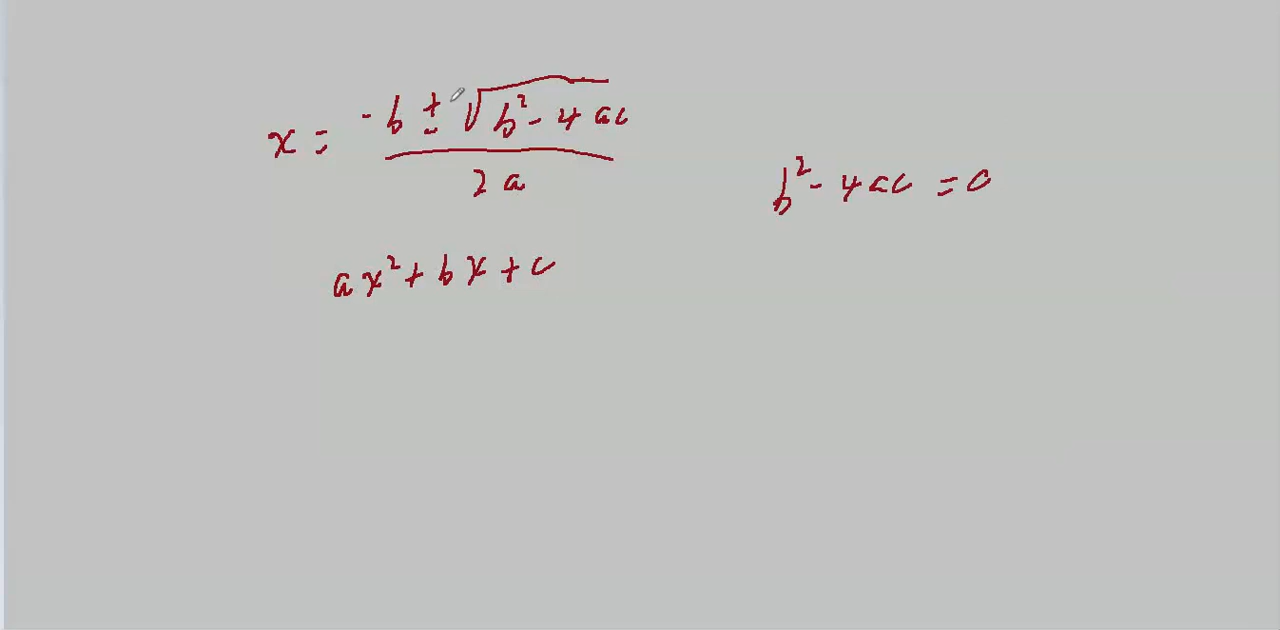 x = (-b ± √(b² - 4ac)) / 2a
b² - 4ac = 0
ax² + bx + c